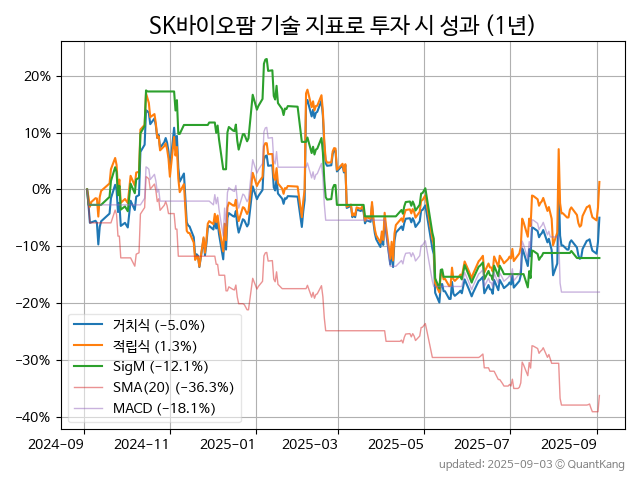 SK바이오팜 기술 지표로 투자 시 성과 (1년)
20%
10%
0%
−10%
−20%
−30%
−40%
거치식 (−5.0%)
적립식 (1.3%)
SigM (−12.1%)
SMA(20) (−36.3%)
MACD (−18.1%)
2024-09 2024-11 2025-01 2025-03 2025-05 2025-07 2025-09
updated: 2025-09-03 ⓒ QuantKang